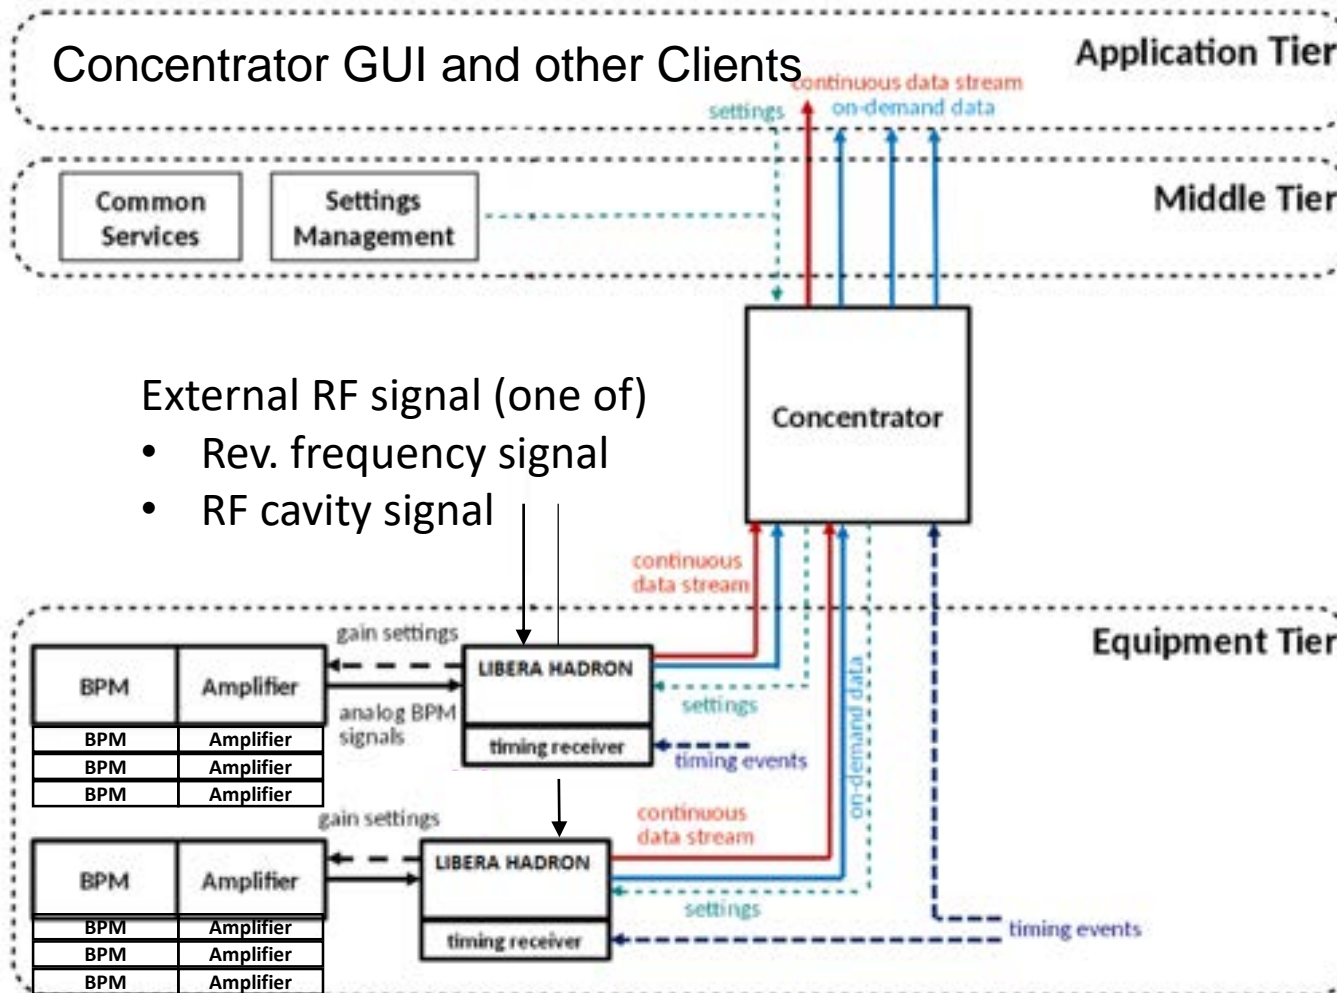 Concentrator GUI and other Clients
Application Tier
continuous data stream
settings
on-demand data
Common
Services
Settings
Management
Middle Tier
External RF signal (one of)
• Rev. frequency signal
• RF cavity signal
Concentrator
continuous
data stream
Equipment Tier
gain settings
BPM
Amplifier
LIBERA HADRON
analog BPM
signals
settings
on-demand data
timing receiver
timing events
BPM
Amplifier
BPM
Amplifier
BPM
Amplifier
gain settings
continuous
data stream
BPM
Amplifier
LIBERA HADRON
settings
timing receiver
timing events
BPM
Amplifier
BPM
Amplifier
BPM
Amplifier